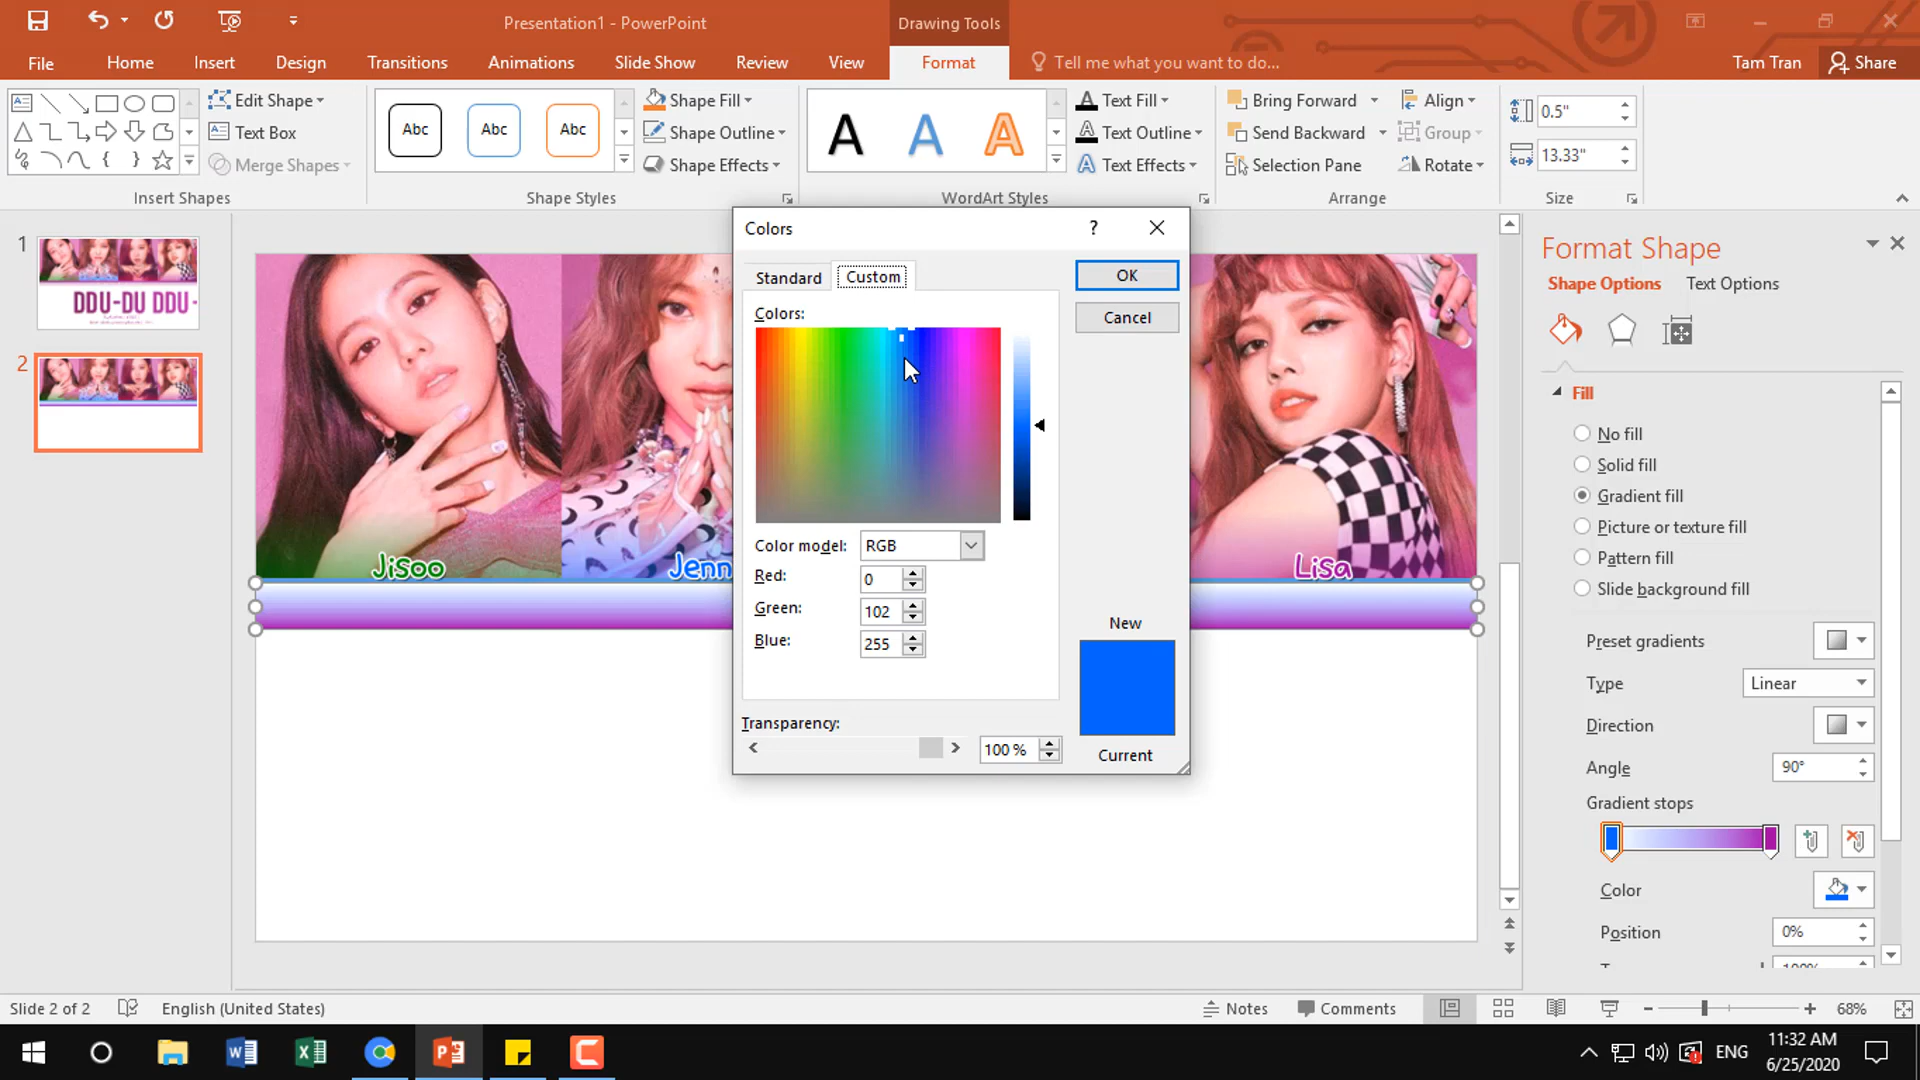 Presentation1 - PowerPoint
Drawing Tools
File
Home
Insert
Design
Transitions
Animations
Slide Show
Review
View
Format
Tell me what you want to do...
Tam Tran
Share
Edit Shape
Text Box
Merge Shapes
Insert Shapes
Abc
Abc
Abc
Shape Fill
Shape Outline
Shape Effects
Shape Styles
A
A
A
Text Fill
Text Outline
Text Effects
WordArt Styles
Bring Forward
Send Backward
Selection Pane
Align
Group
Rotate
Arrange
0.5"
13.33"
Size
1
DDU-DU DDU-
2
JiSoo
Jenn
Lisa
Colors
?
Standard
Custom
OK
Cancel
Colors:
Color model:
RGB
Red:
0
Green:
102
Blue:
255
New
Current
Transparency:
100 %
Format Shape
Shape Options
Text Options
Fill
No fill
Solid fill
Gradient fill
Picture or texture fill
Pattern fill
Slide background fill
Preset gradients
Type
Linear
Direction
Angle
90°
Gradient stops
Color
Position
0%
Slide 2 of 2
English (United States)
Notes
Comments
68%
ENG
11:32 AM
6/25/2020